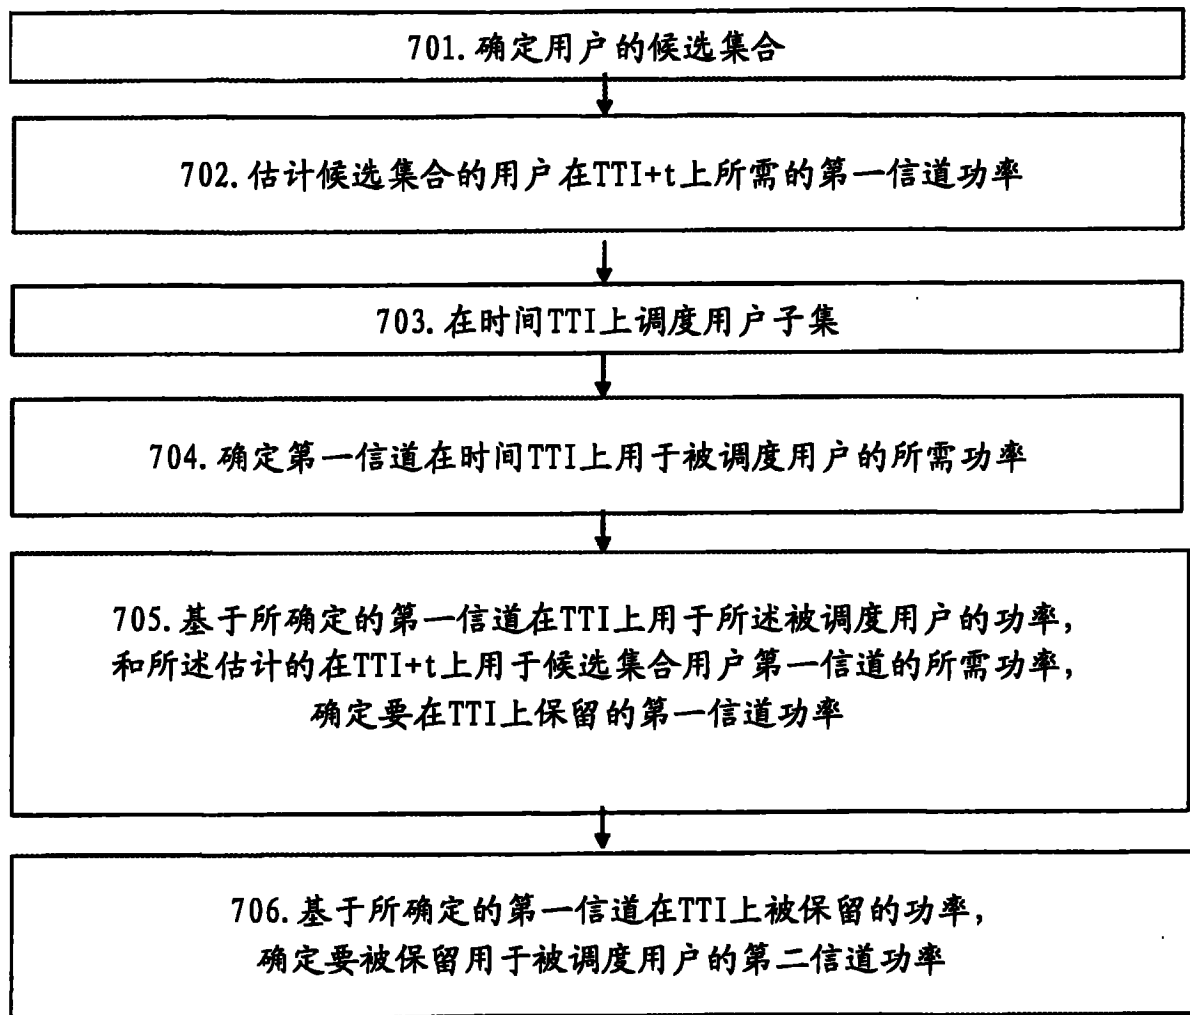 701.确定用户的候选集合
702.估计候选集合的用户在TTI+t上所需的第一信道功率
703.在时间TTI上调度用户子集
704.确定第一信道在时间TTI上用于被调度用户的所需功率
705.基于所确定的第一信道在TTI上用于所述被调度用户的功率，
和所述估计的在TTI+t上用于候选集合用户第一信道的所需功率，
确定要在TTI上保留的第一信道功率
706.基于所确定的第一信道在TTI上被保留的功率，
确定要被保留用于被调度用户的第二信道功率